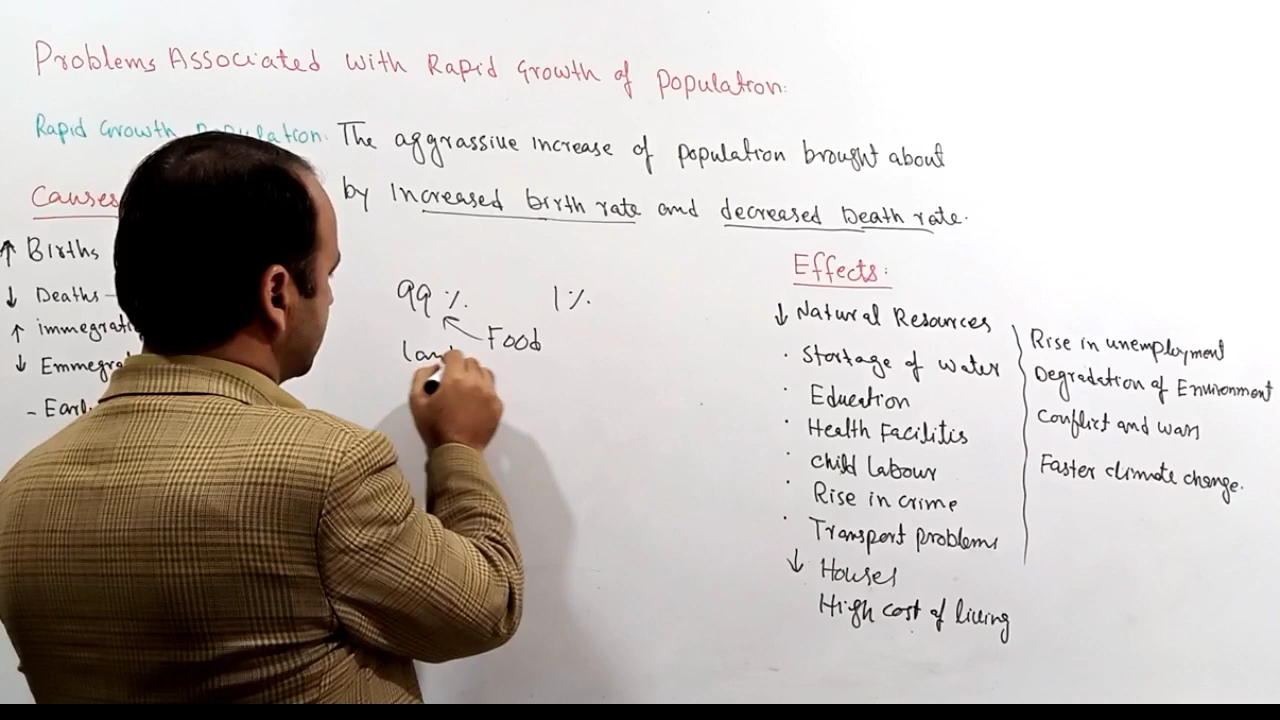 Problems Associated with Rapid Growth of Population:
Rapid Growth Population: The aggrassive increase of population brought about
by increased birth rate and decreased Death rate.
Causes
↑ Births
↓ Deaths -
↑ immegrati
↓ Emmegra
- Earl
99 %. 1 %.
Food
lan
Effects:
↓ Natural Resources
· Stortage of water
· Education
· Health Facilitis
· child labour
· Rise in crime
· Transport problems
↓ Houses
High cost of living
Rise in unemployment
Degradation of Environment
Conflict and wars
Faster climate change.